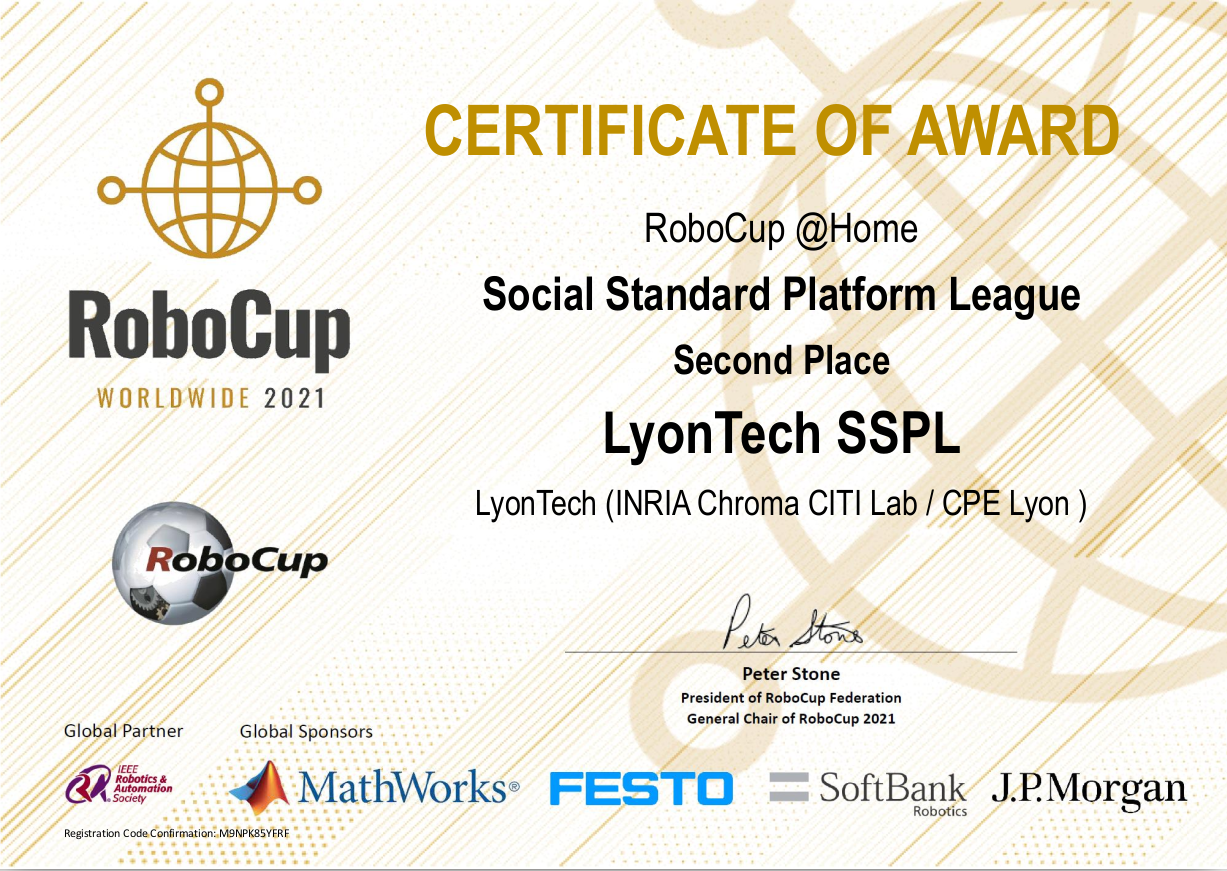 CERTIFICATE OF AWARD
RoboCup @Home
Social Standard Platform League
Second Place
LyonTech SSPL
LyonTech (INRIA Chroma CITI Lab / CPE Lyon )
RoboCup
WORLDWIDE 2021
RoboCup
Peter Stone
Peter Stone
President of RoboCup Federation
General Chair of RoboCup 2021
Global Partner
Global Sponsors
IEEE
Robotics &
Automation
Society
RA
MathWorks®
FESTO
SoftBank
Robotics
J.P.Morgan
Registration Code Confirmation: M9NPK85YFRF